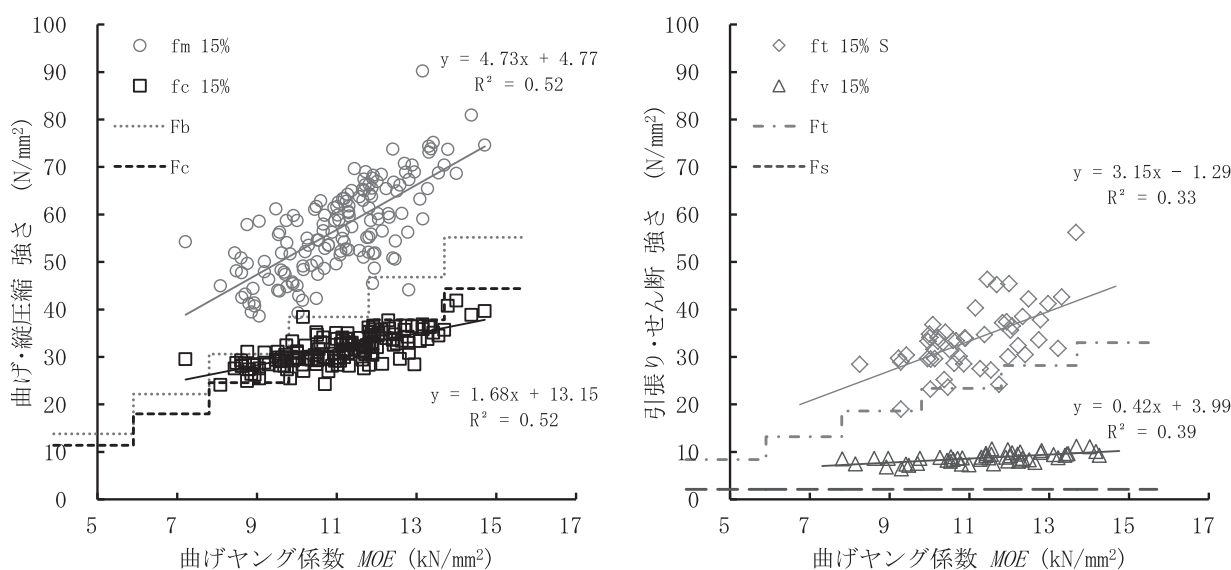 100
90
80
70
60
50
40
30
20
10
0
曲げ・縦圧縮 強さ (N/mm²)
fm 15%
fc 15%
Fb
Fc
y = 4.73x + 4.77
R² = 0.52
y = 1.68x + 13.15
R² = 0.52
5 7 9 11 13 15 17
曲げヤング係数 MOE (kN/mm²)
100
90
80
70
60
50
40
30
20
10
0
引張り・せん断 強さ (N/mm²)
ft 15% S
fv 15%
Ft
Fs
y = 3.15x − 1.29
R² = 0.33
y = 0.42x + 3.99
R² = 0.39
5 7 9 11 13 15 17
曲げヤング係数 MOE (kN/mm²)